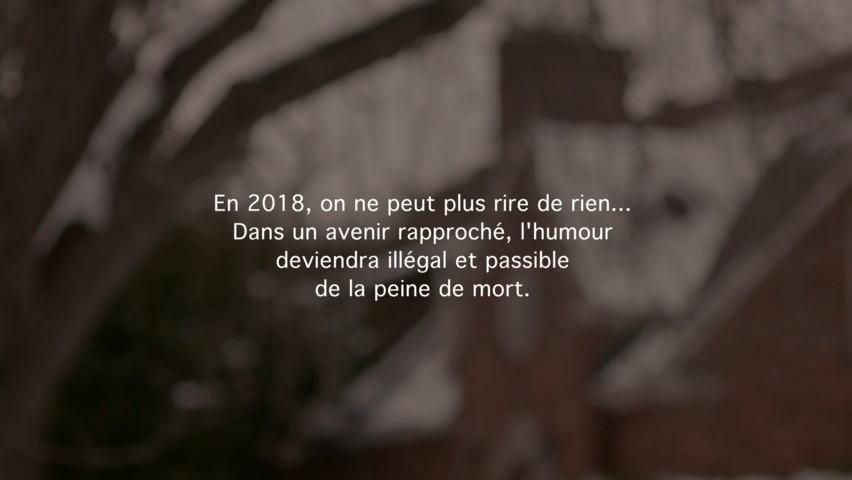 En 2018, on ne peut plus rire de rien...
Dans un avenir rapproché, l'humour
deviendra illégal et passible
de la peine de mort.